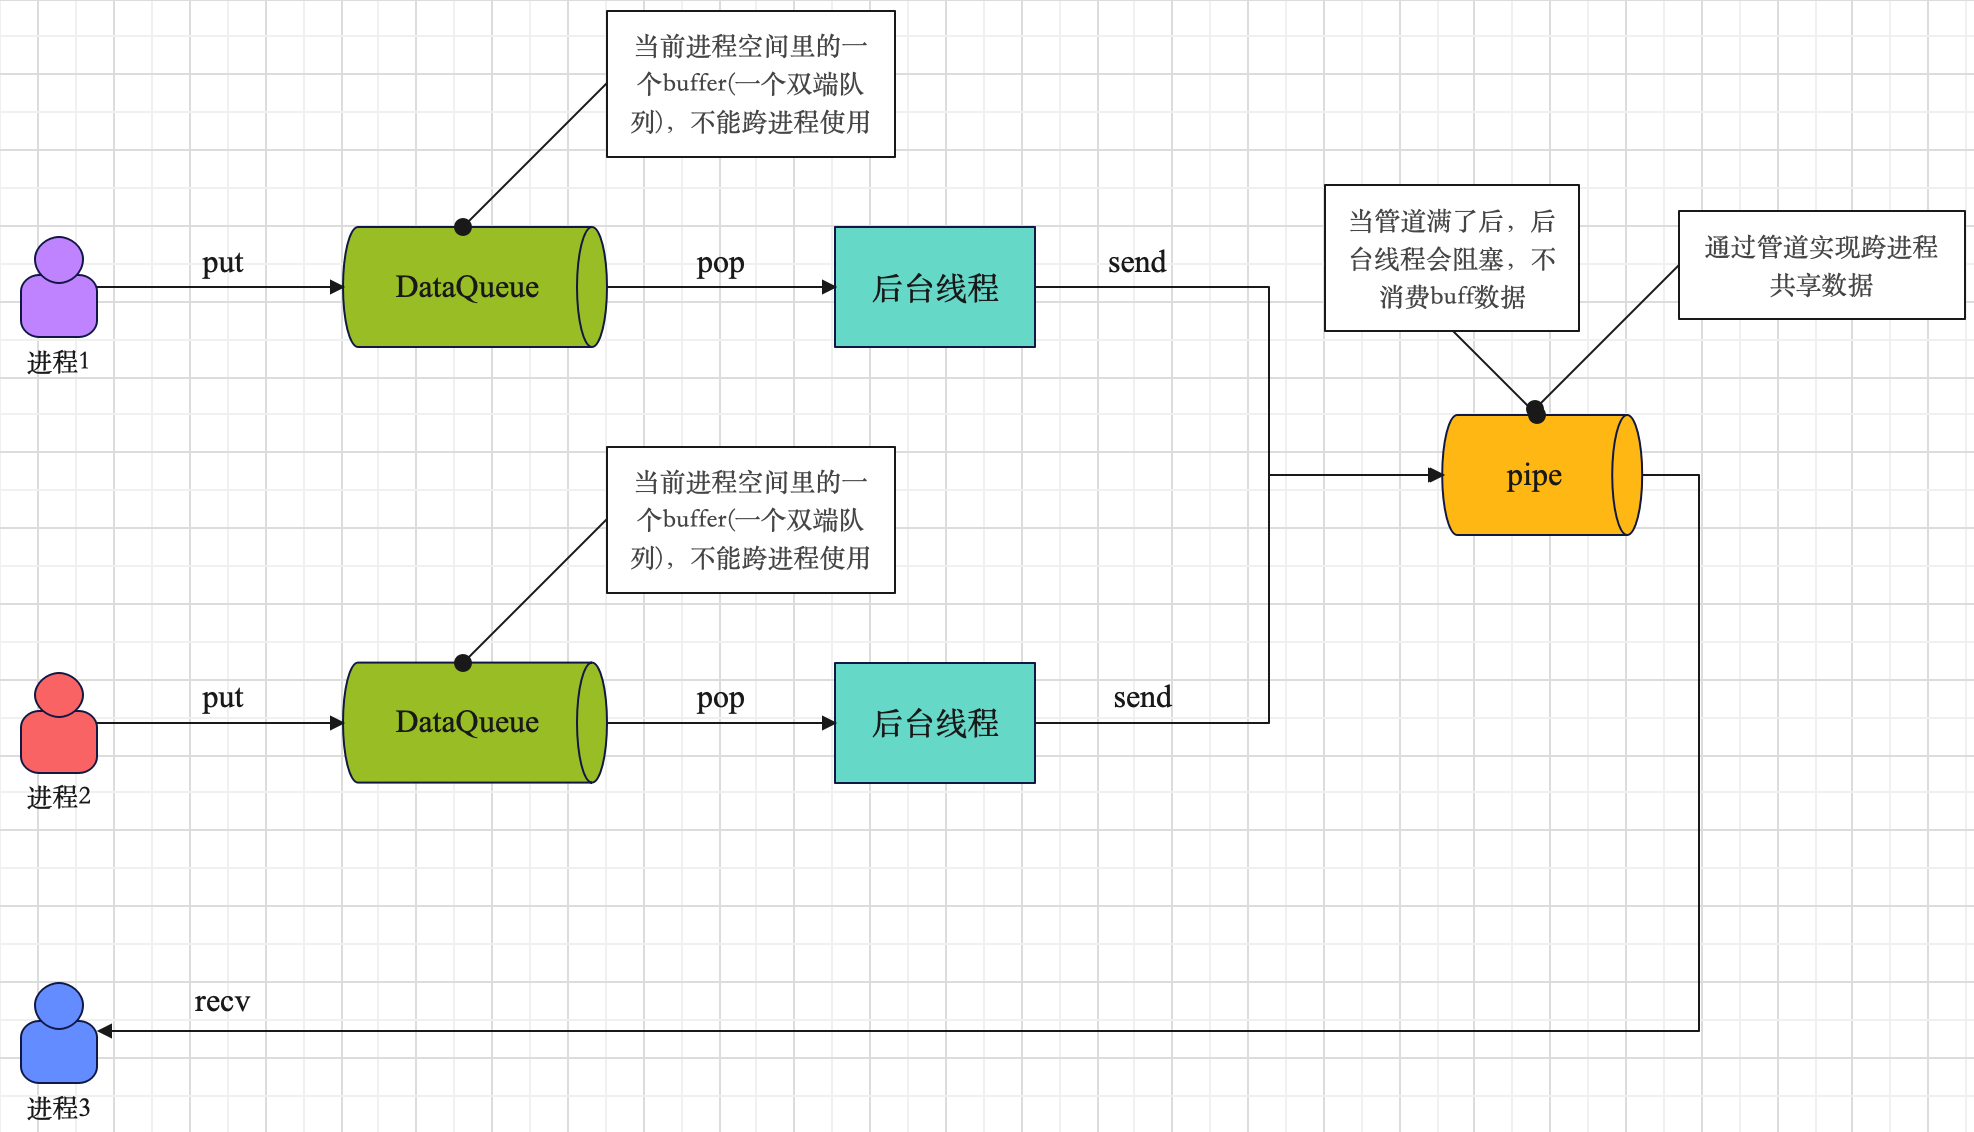 当前进程空间里的一
个buffer(一个双端队
列)，不能跨进程使用
当管道满了后，后
台线程会阻塞，不
消费buff数据
通过管道实现跨进程
共享数据
put
DataQueue
pop
后台线程
send
进程1
当前进程空间里的一
个buffer(一个双端队
列)，不能跨进程使用
pipe
put
DataQueue
pop
后台线程
send
进程2
recv
进程3